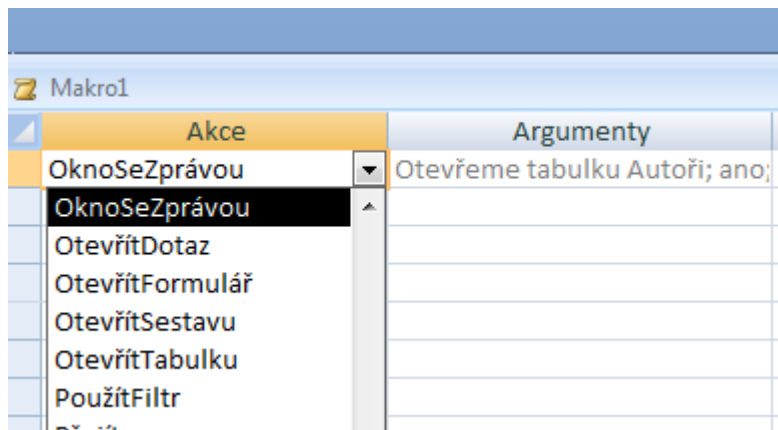 Makro1
Akce Argumenty
OknoSeZprávou Otevřeme tabulku Autoři; ano;
OknoSeZprávou
OtevřítDotaz
OtevřítFormulář
OtevřítSestavu
OtevřítTabulku
PoužítFiltr